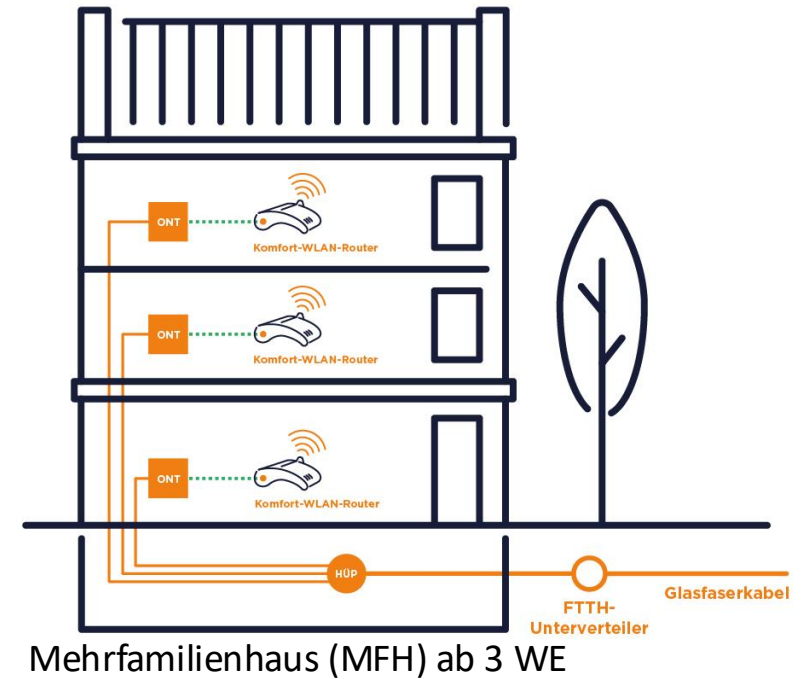 ONT
Komfort-WLAN-Router
ONT
Komfort-WLAN-Router
ONT
Komfort-WLAN-Router
HÜP
Glasfaserkabel
FTTH-
Unterverteiler
Mehrfamilienhaus (MFH) ab 3 WE